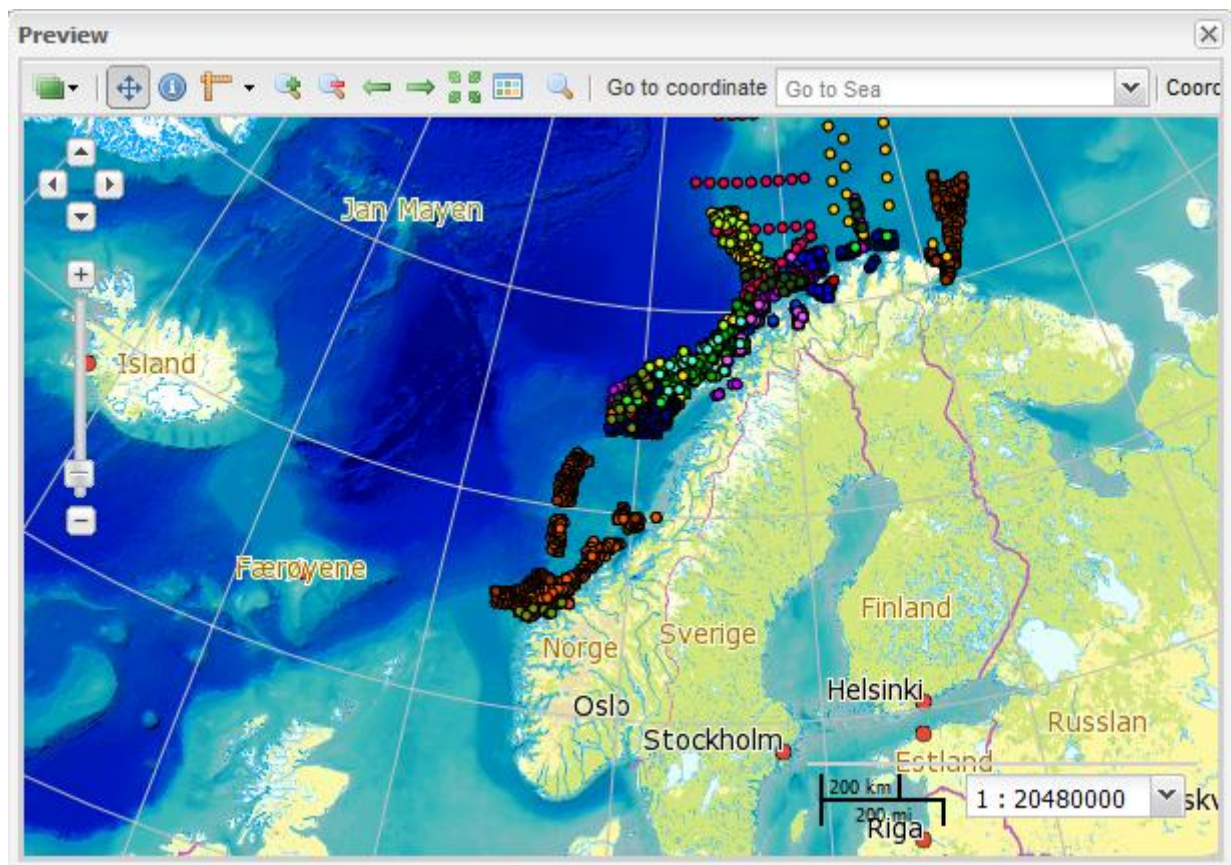 Preview
Go to coordinate Go to Sea Coorc
Jan Mayen
Island
Færøyene
Norge
Sverige
Finland
Oslo
Helsinki
Stockholm
Russlan
Estland
200 km
200 mi
1 : 20480000
skv
Riga